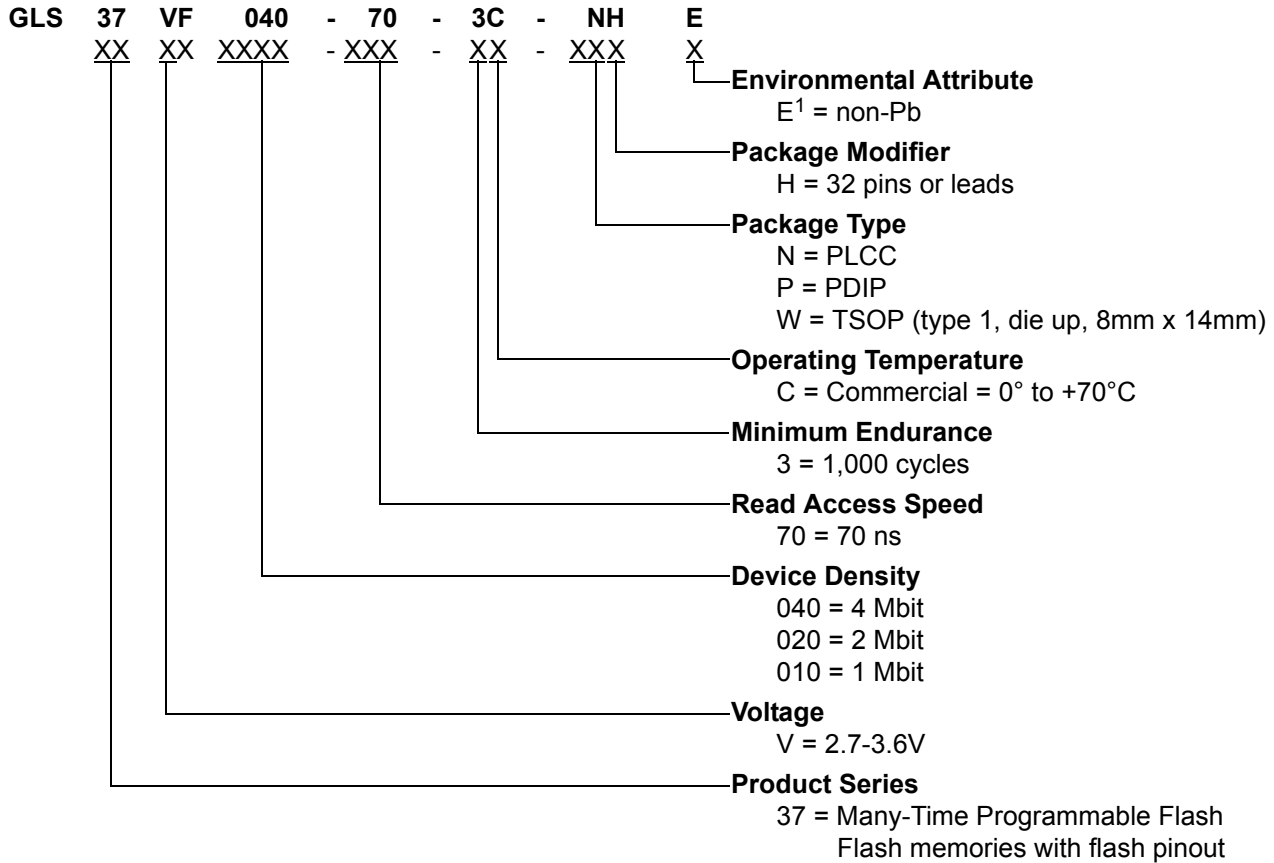 GLS 37 VF 040 - 70 - 3C - NH E
XX XX XXXX - XXX - XX - XXX X
Environmental Attribute
E1 = non-Pb
Package Modifier
H = 32 pins or leads
Package Type
N = PLCC
P = PDIP
W = TSOP (type 1, die up, 8mm x 14mm)
Operating Temperature
C = Commercial = 0° to +70°C
Minimum Endurance
3 = 1,000 cycles
Read Access Speed
70 = 70 ns
Device Density
040 = 4 Mbit
020 = 2 Mbit
010 = 1 Mbit
Voltage
V = 2.7-3.6V
Product Series
37 = Many-Time Programmable Flash
Flash memories with flash pinout